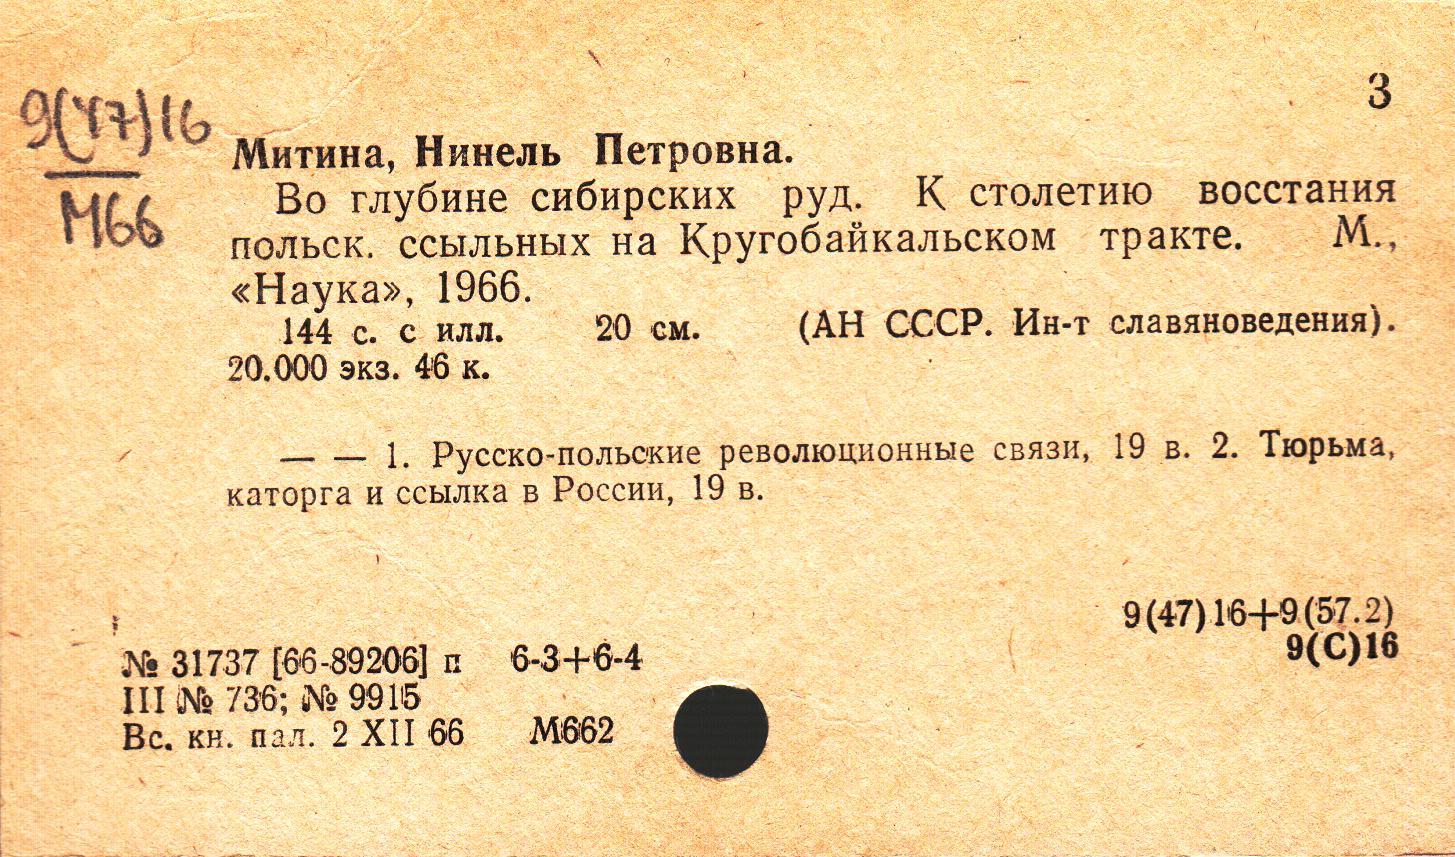 3
9(47)16
М66
Митина, Нинель Петровна.
Во глубине сибирских руд. К столетию восстания
польск. ссыльных на Кругобайкальском тракте. М.,
«Наука», 1966.
144 с. с илл. 20 см. (АН СССР. Ин-т славяноведения).
20.000 экз. 46 к.
— — 1. Русско-польские революционные связи, 19 в. 2. Тюрьма,
каторга и ссылка в России, 19 в.
9(47)16+9(57.2)
9(С)16
№ 31737 [66-89206] п 6-3+6-4
III № 736; № 9915
Вс. кн. пал. 2 XII 66 М662